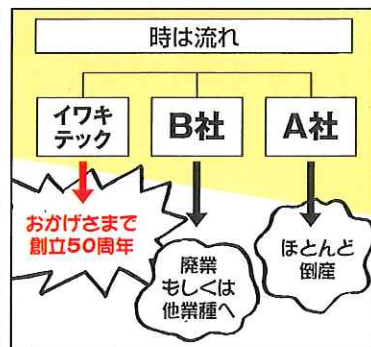 時は流れ
イワキ
テック
B社
A社
おかげさまで
創立50周年
廃業
もしくは
他業種へ
ほとんど
倒産